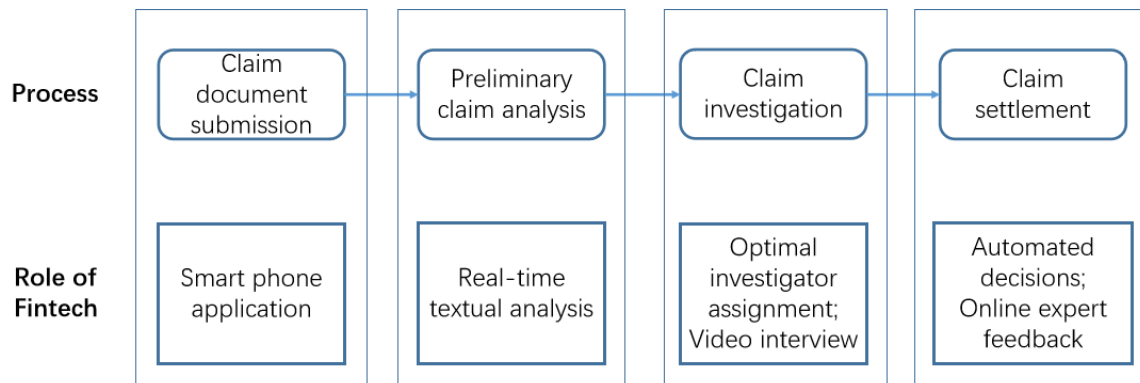 Process
Claim
document
submission
Preliminary
claim analysis
Claim
investigation
Claim
settlement
Role of
Fintech
Smart phone
application
Real-time
textual analysis
Optimal
investigator
assignment;
Video interview
Automated
decisions;
Online expert
feedback